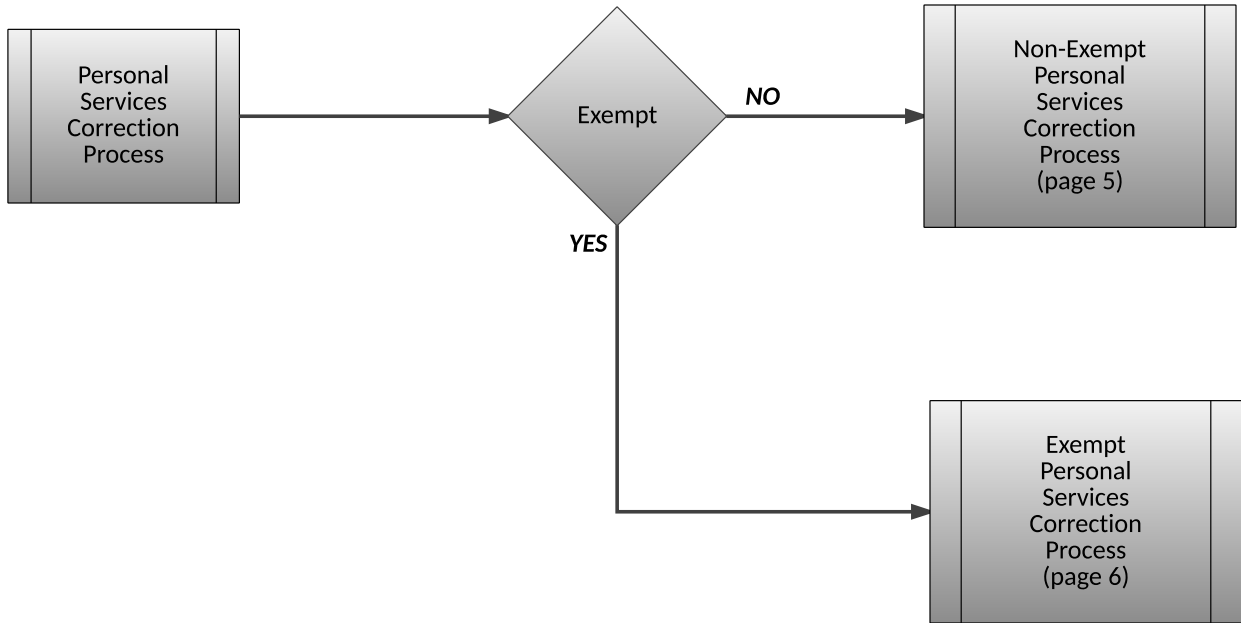 Personal
Services
Correction
Process
Exempt
NO
YES
Non-Exempt
Personal
Services
Correction
Process
(page 5)
Exempt
Personal
Services
Correction
Process
(page 6)